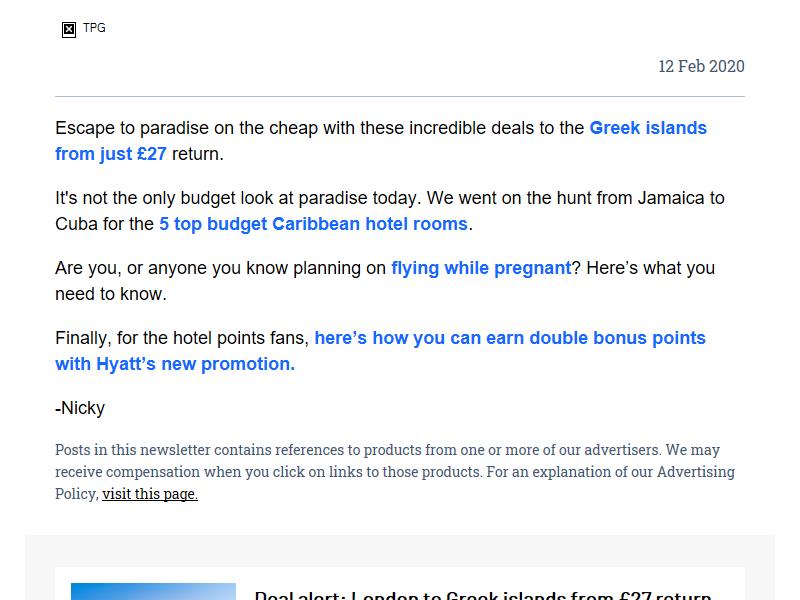 TPG
12 Feb 2020
Escape to paradise on the cheap with these incredible deals to the Greek islands
from just £27 return.
It's not the only budget look at paradise today. We went on the hunt from Jamaica to
Cuba for the 5 top budget Caribbean hotel rooms.
Are you, or anyone you know planning on flying while pregnant? Here’s what you
need to know.
Finally, for the hotel points fans, here’s how you can earn double bonus points
with Hyatt’s new promotion.
-Nicky
Posts in this newsletter contains references to products from one or more of our advertisers. We may
receive compensation when you click on links to those products. For an explanation of our Advertising
Policy, visit this page.
Deal alert: London to Greek islands from £27 return